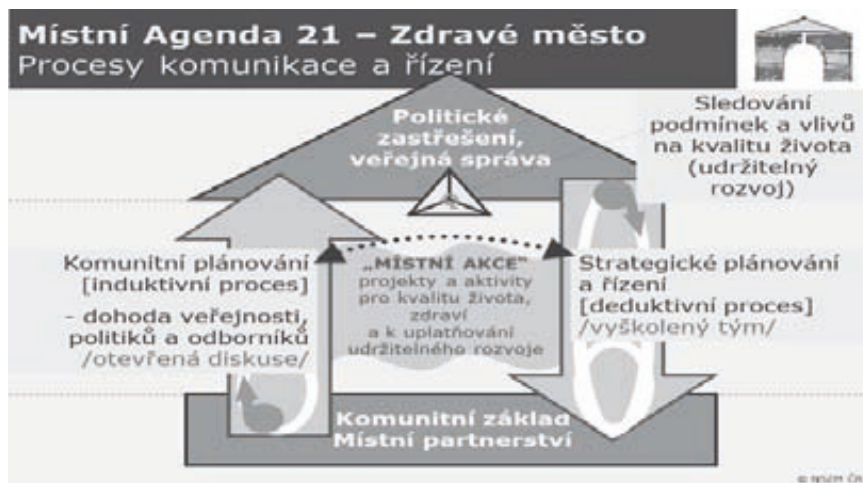 Místní Agenda 21 – Zdravé město
Procesy komunikace a řízení
Politické
zastřešení,
veřejná správa
Sledování
podmínek a vlivů
na kvalitu života
(udržitelný
rozvoj)
Komunitní plánování
[induktivní proces]
- dohoda veřejnosti,
politiků a odborníků
/otevřená diskuse/
„MÍSTNÍ AKCE"
projekty a aktivity
pro kvalitu života,
zdraví
a k uplatňování
udržitelného rozvoje
Strategické plánování
a řízení
[deduktivní proces]
/vyškolený tým/
Komunitní základ
Místní partnerství